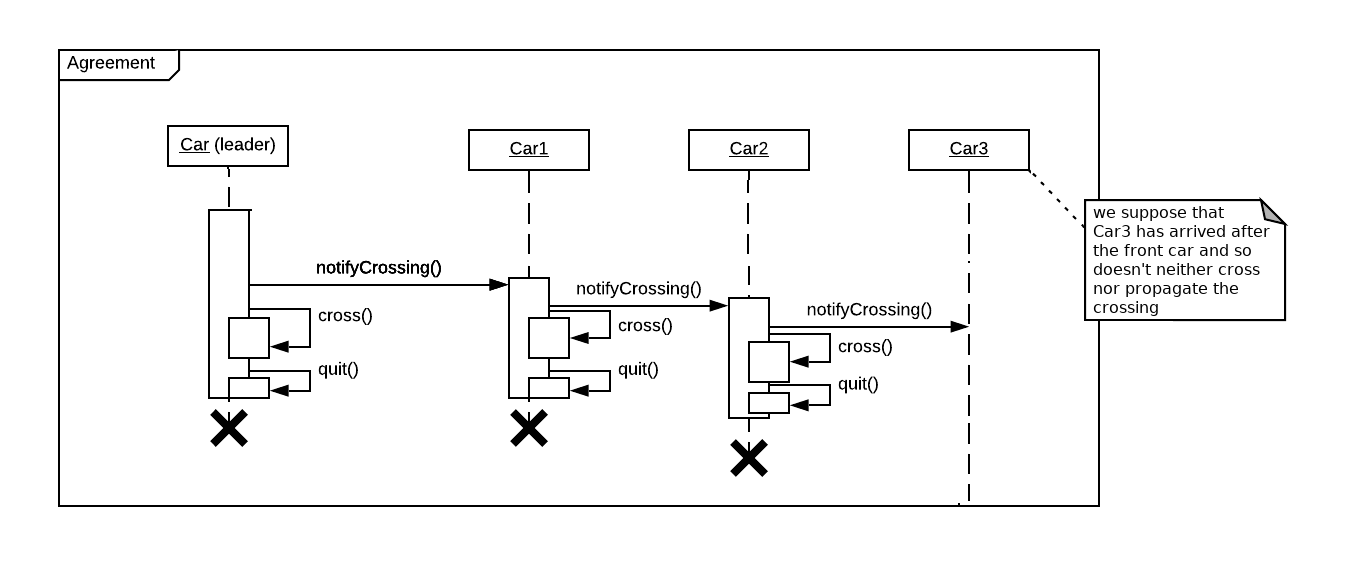 Agreement
Car (leader)
Car1
Car2
Car3
we suppose that
Car3 has arrived after
the front car and so
doesn't neither cross
nor propagate the
crossing
notifyCrossing()
notifyCrossing()
notifyCrossing()
cross()
cross()
cross()
quit()
quit()
quit()